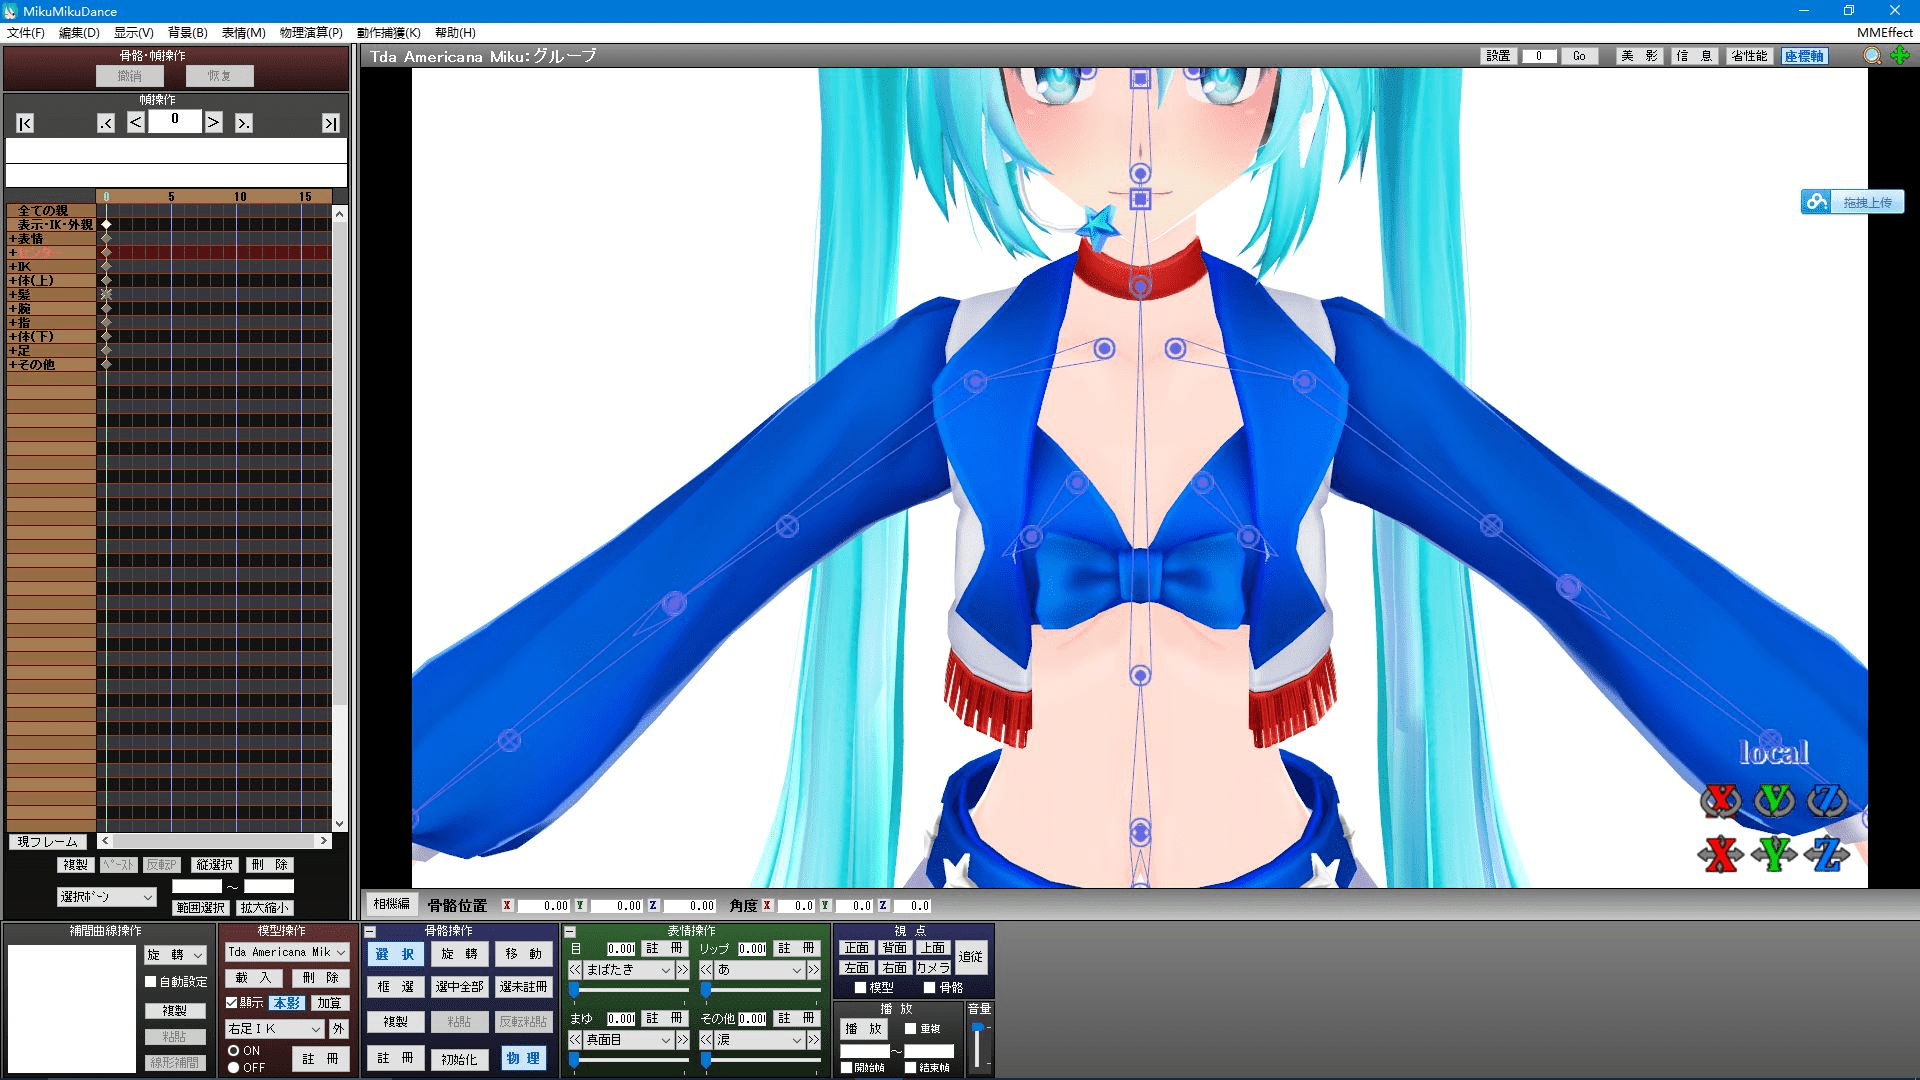 MikuMikuDance
文件(F) 編集(D) 显示(V) 背景(B) 表情(M) 物理演算(P) 動作捕獲(K) 帮助(H)
MMEffect
骨骼･幀操作
撤销 恢复
Tda Americana Miku:グループ
設置 0 Go 美 影 信 息 省性能 座標軸
幀操作
|< .< < 0 > >. >|
0 5 10 15
全ての親
表示･IK･外親
+表情
+センター
+IK
+体(上)
+髪
+腕
+指
+体(下)
+足
+その他
拖拽上传
local
X Y Z
X Y Z
現フレーム
複製 ﾍﾟｰｽﾄ 反転P 縦選択 刪 除
選択ﾎﾞｰﾝ ～
範囲選択 拡大縮小
相機編 骨骼位置 X 0.00 Y 0.00 Z 0.00 角度 X 0.0 Y 0.0 Z 0.0
補間曲線操作
旋 轉
自動設定
複製
粘貼
線形補間
模型操作
Tda Americana Mik
載 入 刪 除
顯示 本影 加算
右足ＩＫ 外
ON
OFF
註 冊
骨骼操作
選 択 旋 轉 移 動
框 選 選中全部 選未註冊
複製 粘貼 反転粘貼
註 冊 初始化 物 理
表情操作
目 0.00 註 冊 リップ 0.00 註 冊
<< まばたき >> << あ >>
まゆ 0.00 註 冊 その他 0.00 註 冊
<< 真面目 >> << 涙 >>
視 点
正面 背面 上面
左面 右面 カメラ 追従
模型 骨骼
播 放
播 放 重複
～
開始幀 結束幀
音量